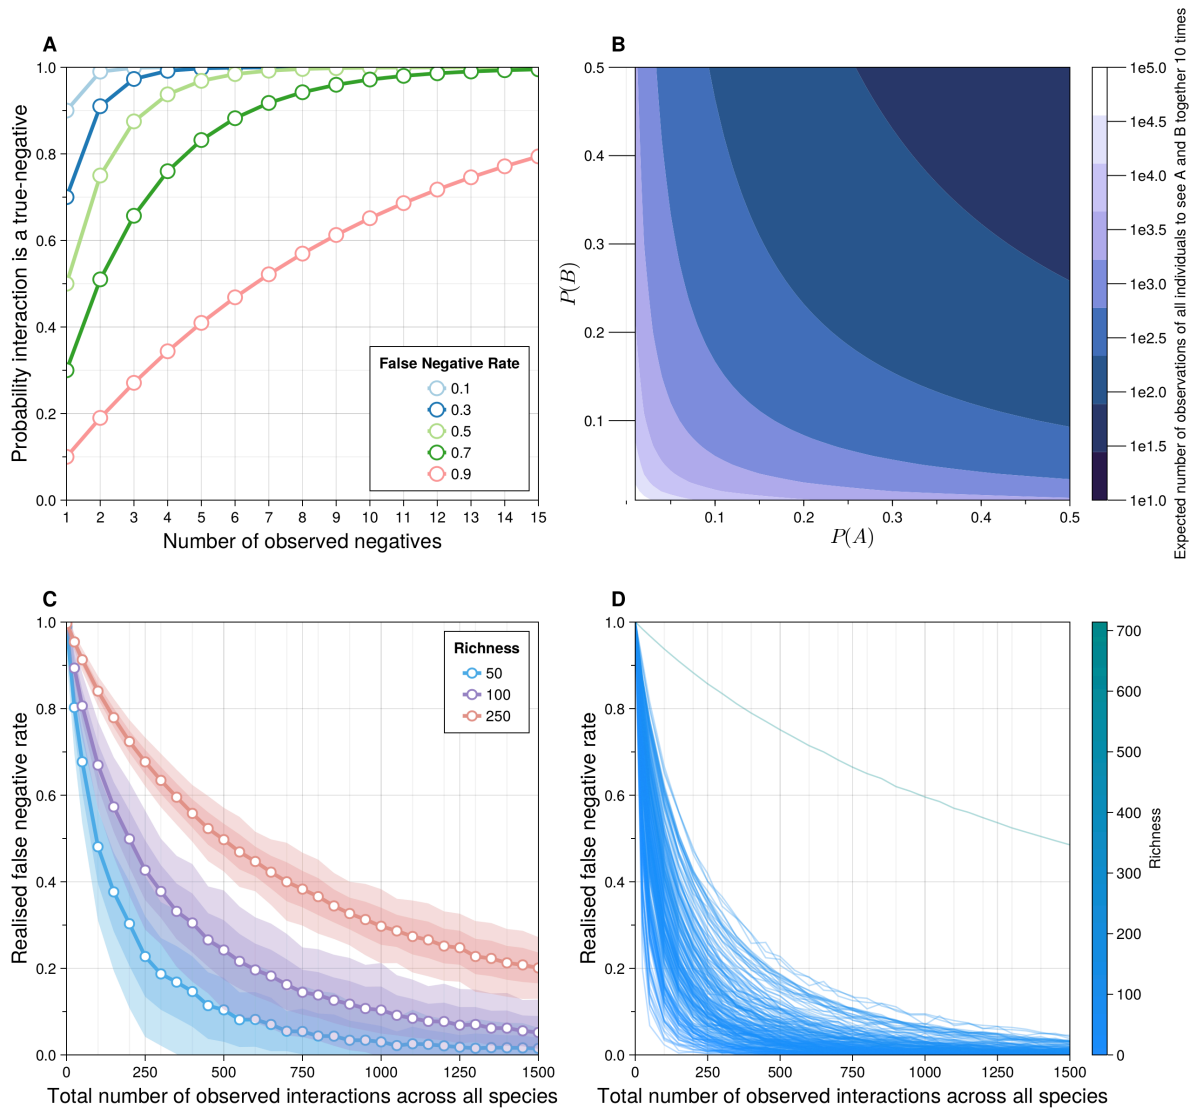 A
Probability interaction is a true-negative
1.0
0.8
0.6
0.4
0.2
0.0
1 2 3 4 5 6 7 8 9 10 11 12 13 14 15
Number of observed negatives
False Negative Rate
0.1
0.3
0.5
0.7
0.9
B
P(B)
0.5
0.4
0.3
0.2
0.1
0.1 0.2 0.3 0.4 0.5
P(A)
1e5.0
1e4.5
1e4.0
1e3.5
1e3.0
1e2.5
1e2.0
1e1.5
1e1.0
Expected number of observations of all individuals to see A and B together 10 times
C
Realised false negative rate
1.0
0.8
0.6
0.4
0.2
0.0
0 250 500 750 1000 1250 1500
Total number of observed interactions across all species
Richness
50
100
250
D
Realised false negative rate
1.0
0.8
0.6
0.4
0.2
0.0
0 250 500 750 1000 1250 1500
Total number of observed interactions across all species
700
600
500
400
300
200
100
0
Richness